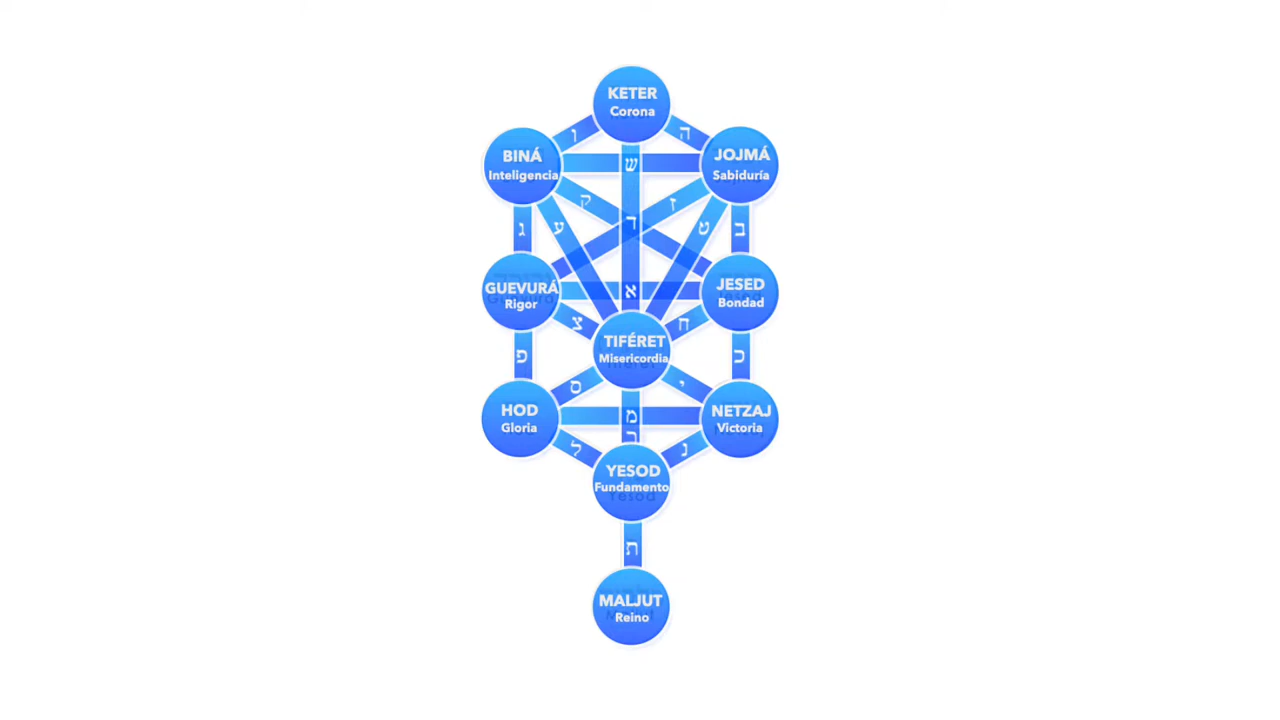 KETER
Corona
ו
ה
BINÁ
Inteligencia
ש
JOJMÁ
Sabiduría
ק
ז
ג
ע
ד
ט
ב
GUEVURÁ
Rigor
א
JESED
Bondad
צ
ח
TIFÉRET
Misericordia
פ
כ
ס
י
HOD
Gloria
מ
NETZAJ
Victoria
ר
ל
נ
YESOD
Fundamento
Yesod
ת
MALJUT
Reino